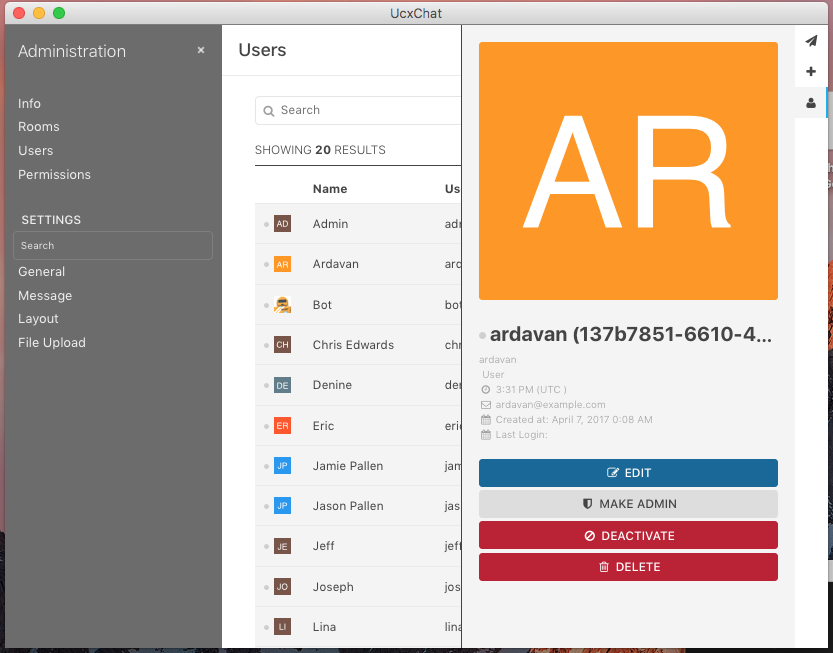 UcxChat
Administration ×
Info
Rooms
Users
Permissions
SETTINGS
Search
General
Message
Layout
File Upload
Users
Search
SHOWING 20 RESULTS
Name Us
AD Admin adr
AR Ardavan ard
Bot bot
CH Chris Edwards chr
DE Denine der
ER Eric eric
JP Jamie Pallen jam
JP Jason Pallen jas
JE Jeff jeff
JO Joseph jos
LI Lina lina
AR
ardavan (137b7851-6610-4...
ardavan
User
3:31 PM (UTC )
ardavan@example.com
Created at: April 7, 2017 0:08 AM
Last Login:
EDIT
MAKE ADMIN
DEACTIVATE
DELETE